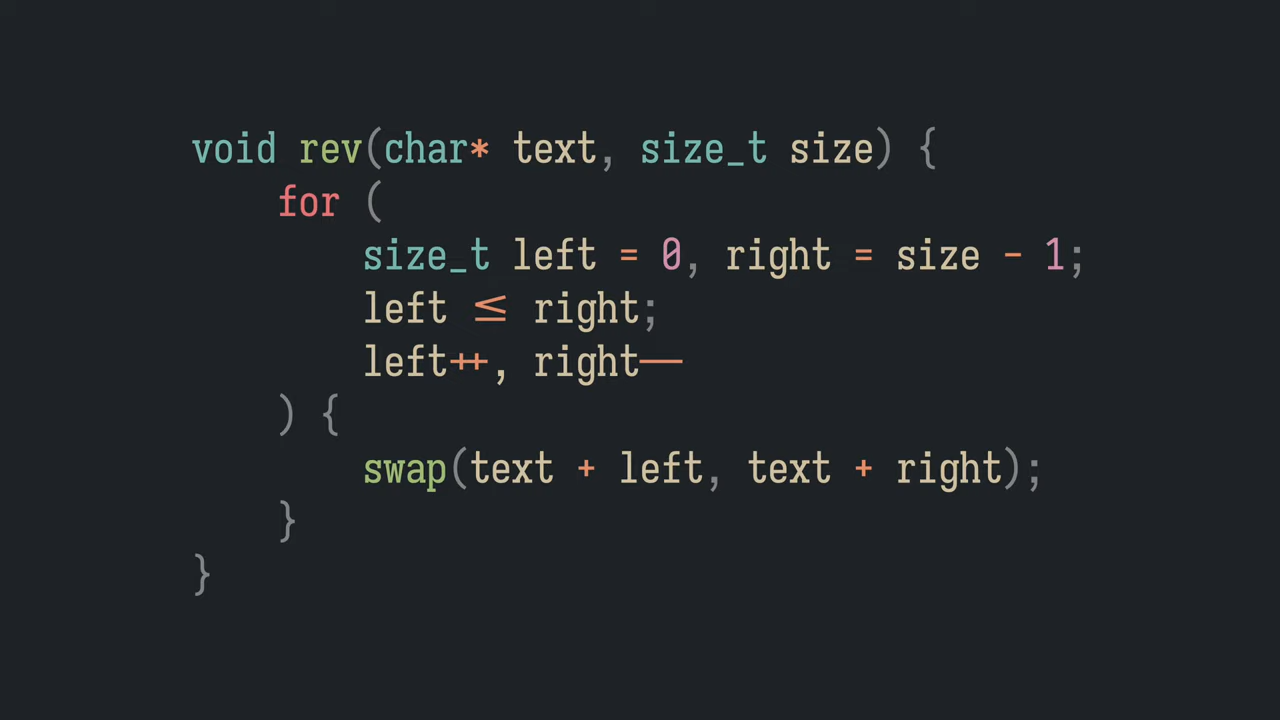 void rev(char* text, size_t size) {
    for (
        size_t left = 0, right = size - 1;
        left <= right;
        left++, right--
    ) {
        swap(text + left, text + right);
    }
}